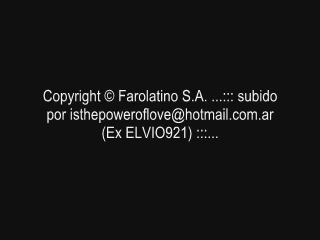 Copyright © Farolatino S.A. ...::: subido
por isthepoweroflove@hotmail.com.ar
(Ex ELVIO921) :::...